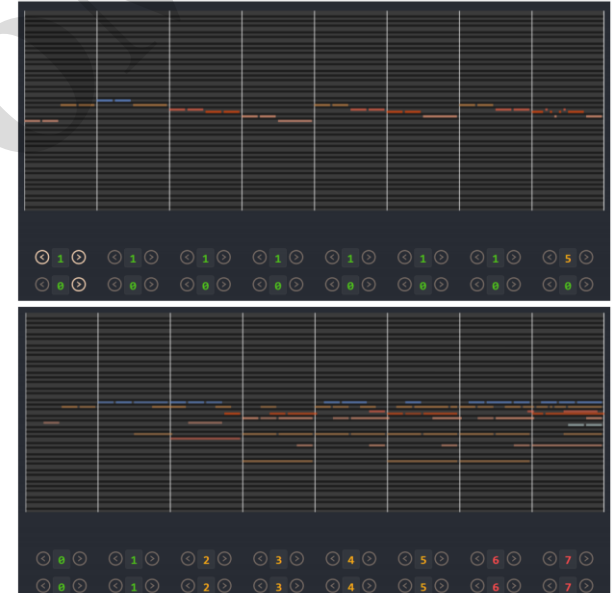 < 1 > < 1 > < 1 > < 1 > < 1 > < 1 > < 1 > < 5 >
< 0 > < 0 > < 0 > < 0 > < 0 > < 0 > < 0 > < 0 >
< 0 > < 1 > < 2 > < 3 > < 4 > < 5 > < 6 > < 7 >
< 0 > < 1 > < 2 > < 3 > < 4 > < 5 > < 6 > < 7 >